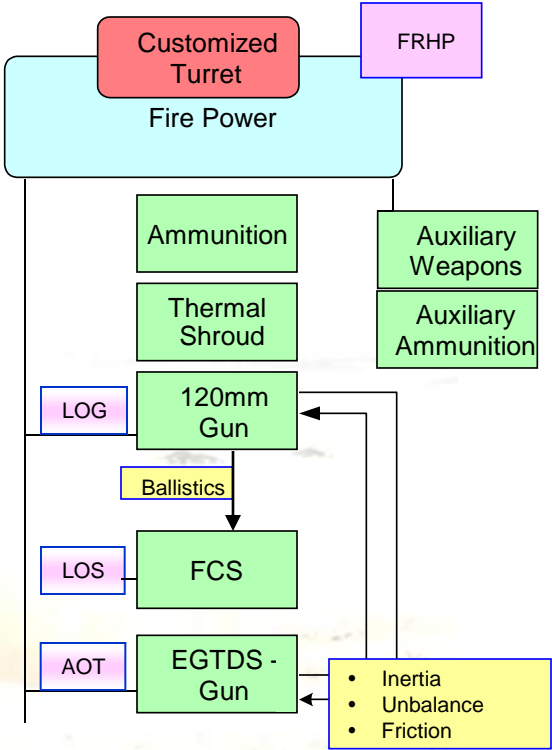 Customized
Turret
FRHP
Fire Power
Ammunition
Auxiliary
Weapons
Thermal
Shroud
Auxiliary
Ammunition
LOG
120mm
Gun
Ballistics
LOS
FCS
AOT
EGTDS -
Gun
• Inertia
• Unbalance
• Friction